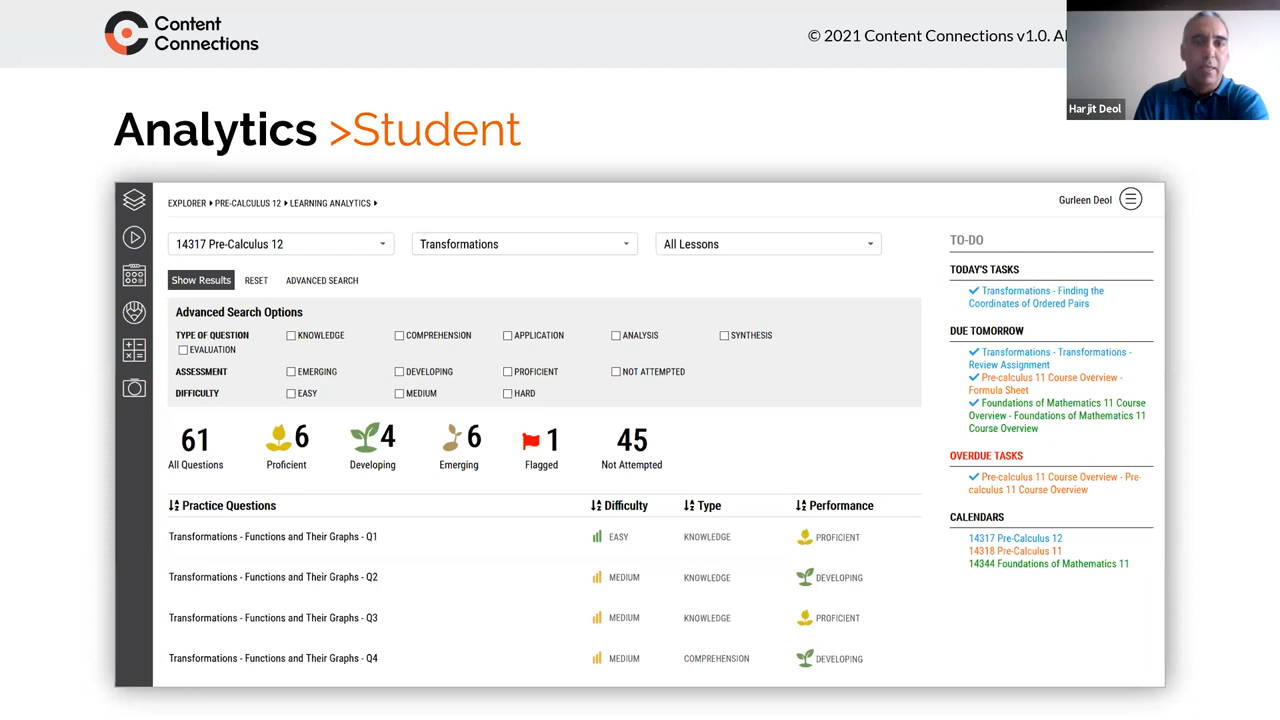 Content
Connections
© 2021 Content Connections v1.0.
Harjit Deol
Analytics >Student
EXPLORER ▸ PRE-CALCULUS 12 ▸ LEARNING ANALYTICS ▸
Gurleen Deol
14317 Pre-Calculus 12
Transformations
All Lessons
Show Results RESET ADVANCED SEARCH
Advanced Search Options
TYPE OF QUESTION KNOWLEDGE COMPREHENSION APPLICATION ANALYSIS SYNTHESIS
EVALUATION
ASSESSMENT EMERGING DEVELOPING PROFICIENT NOT ATTEMPTED
DIFFICULTY EASY MEDIUM HARD
61 6 4 6 1 45
All Questions Proficient Developing Emerging Flagged Not Attempted
Practice Questions Difficulty Type Performance
Transformations - Functions and Their Graphs - Q1 EASY KNOWLEDGE PROFICIENT
Transformations - Functions and Their Graphs - Q2 MEDIUM KNOWLEDGE DEVELOPING
Transformations - Functions and Their Graphs - Q3 MEDIUM KNOWLEDGE PROFICIENT
Transformations - Functions and Their Graphs - Q4 MEDIUM COMPREHENSION DEVELOPING
TO-DO
TODAY'S TASKS
Transformations - Finding the
Coordinates of Ordered Pairs
DUE TOMORROW
Transformations - Transformations -
Review Assignment
Pre-calculus 11 Course Overview -
Formula Sheet
Foundations of Mathematics 11 Course
Overview - Foundations of Mathematics 11
Course Overview
OVERDUE TASKS
Pre-calculus 11 Course Overview - Pre-
calculus 11 Course Overview
CALENDARS
14317 Pre-Calculus 12
14318 Pre-Calculus 11
14344 Foundations of Mathematics 11